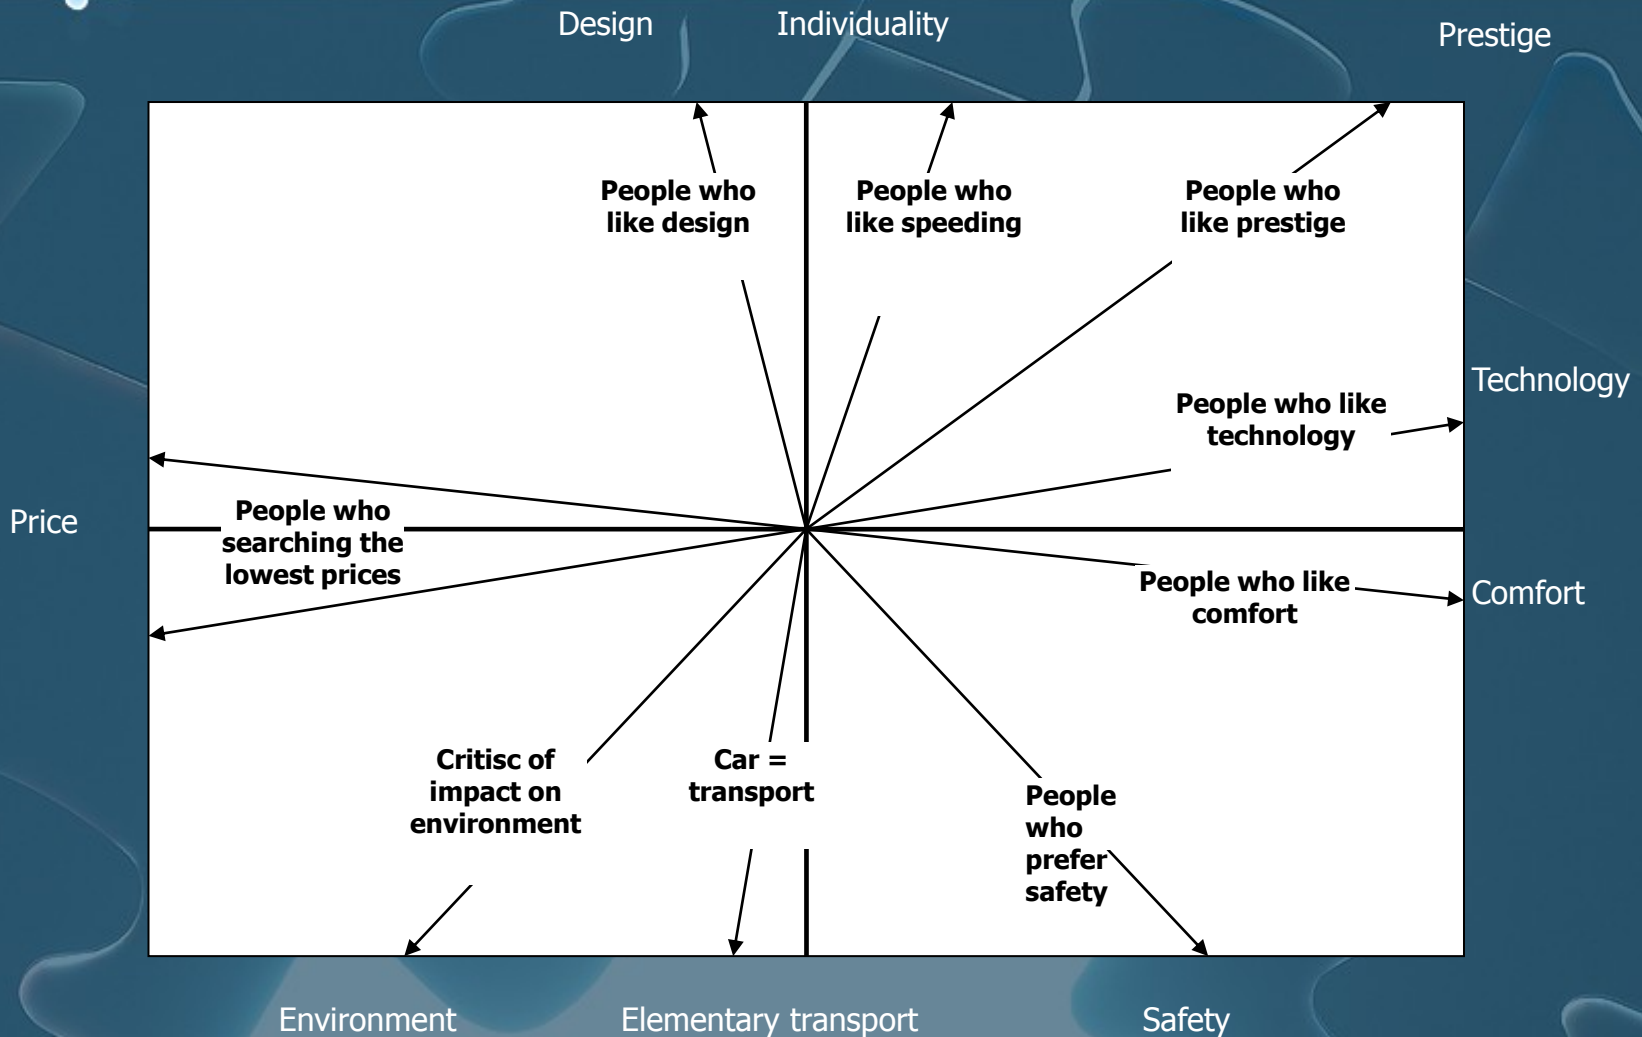 Design
Individuality
Prestige
People who
like design
People who
like speeding
People who
like prestige
Technology
People who like
technology
Price
People who
searching the
lowest prices
People who like
comfort
Comfort
Critisc of
impact on
environment
Car =
transport
People
who
prefer
safety
Environment
Elementary transport
Safety